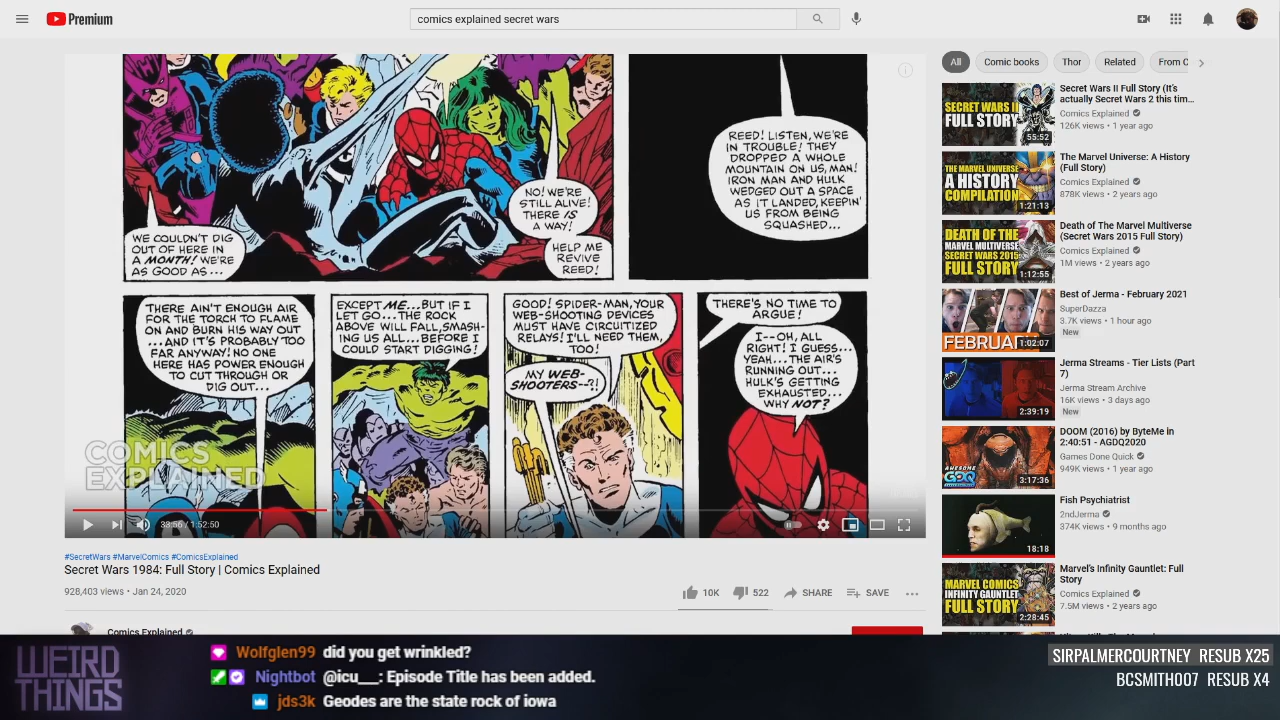 Premium
comics explained secret wars
WE COULDN'T DIG
OUT OF HERE IN
A MONTH! WE'RE
AS GOOD AS...
NO! WE'RE
STILL ALIVE!
THERE IS
A WAY!
HELP ME
REVIVE
REED!
REED! LISTEN, WE'RE
IN TROUBLE! THEY
DROPPED A WHOLE
MOUNTAIN ON US, MAN!
IRON MAN AND HULK
WEDGED OUT A SPACE
AS IT LANDED, KEEPIN'
US FROM BEING
SQUASHED...
THERE AIN'T ENOUGH AIR
FOR THE TORCH TO FLAME
ON AND BURN HIS WAY OUT
...AND IT'S PROBABLY TOO
FAR ANYWAY! NO ONE
HERE HAS POWER ENOUGH
TO CUT THROUGH OR
DIG OUT...
EXCEPT ME...BUT IF I
LET GO...THE ROCK
ABOVE WILL FALL, SMASH-
ING US ALL...BEFORE I
COULD START DIGGING!
GOOD! SPIDER-MAN, YOUR
WEB-SHOOTING DEVICES
MUST HAVE CIRCUITIZED
RELAYS! I'LL NEED THEM,
TOO!
MY WEB-
SHOOTERS--?!
THERE'S NO TIME TO
ARGUE!
I--OH, ALL
RIGHT! I GUESS...
YEAH...THE AIR'S
RUNNING OUT...
HULK'S GETTING
EXHAUSTED...
WHY NOT?
COMICS
EXPLAINED
33:56 / 1:52:50
#SecretWars #MarvelComics #ComicsExplained
Secret Wars 1984: Full Story | Comics Explained
928,403 views • Jan 24, 2020
10K
522
SHARE
SAVE
Comics Explained
All
Comic books
Thor
Related
From C
SECRET WARS II
FULL STORY
55:52
Secret Wars II Full Story (It's
actually Secret Wars 2 this tim...
Comics Explained
126K views • 1 year ago
THE MARVEL UNIVERSE:
A HISTORY
COMPILATION
1:21:13
The Marvel Universe: A History
(Full Story)
Comics Explained
878K views • 2 years ago
DEATH OF THE MARVEL
MULTIVERSE
SECRET WARS 2015
FULL STORY
1:12:55
Death of The Marvel Multiverse
(Secret Wars 2015 Full Story)
Comics Explained
1M views • 2 years ago
FEBRUA
1:02:07
Best of Jerma - February 2021
SuperDazza
3.7K views • 1 hour ago
New
2:39:19
Jerma Streams - Tier Lists (Part
7)
Jerma Stream Archive
16K views • 3 days ago
New
AWESOME
GDQ
3:17:36
DOOM (2016) by ByteMe in
2:40:51 - AGDQ2020
Games Done Quick
949K views • 1 year ago
18:18
Fish Psychiatrist
2ndJerma
374K views • 9 months ago
MARVEL COMICS
INFINITY GAUNTLET
FULL STORY
2:28:45
Marvel's Infinity Gauntlet: Full
Story
Comics Explained
7.5M views • 2 years ago
WEIRD
THINGS
Wolfglen99 did you get wrinkled?
Nightbot @icu___: Episode Title has been added.
jds3k Geodes are the state rock of iowa
SIRPALMERCOURTNEY RESUB X25
BCSMITH007 RESUB X4